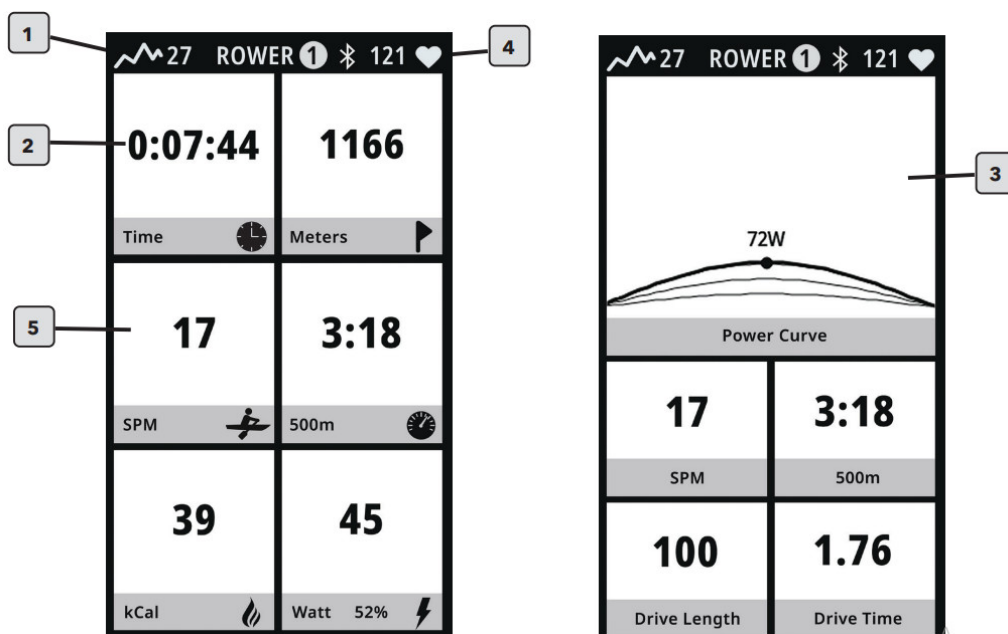 1
27 ROWER 1 121
4
2
0:07:44 1166
Time Meters
5
17 3:18
SPM 500m
39 45
kCal Watt 52%
27 ROWER 1 121
3
72W
Power Curve
17 3:18
SPM 500m
100 1.76
Drive Length Drive Time